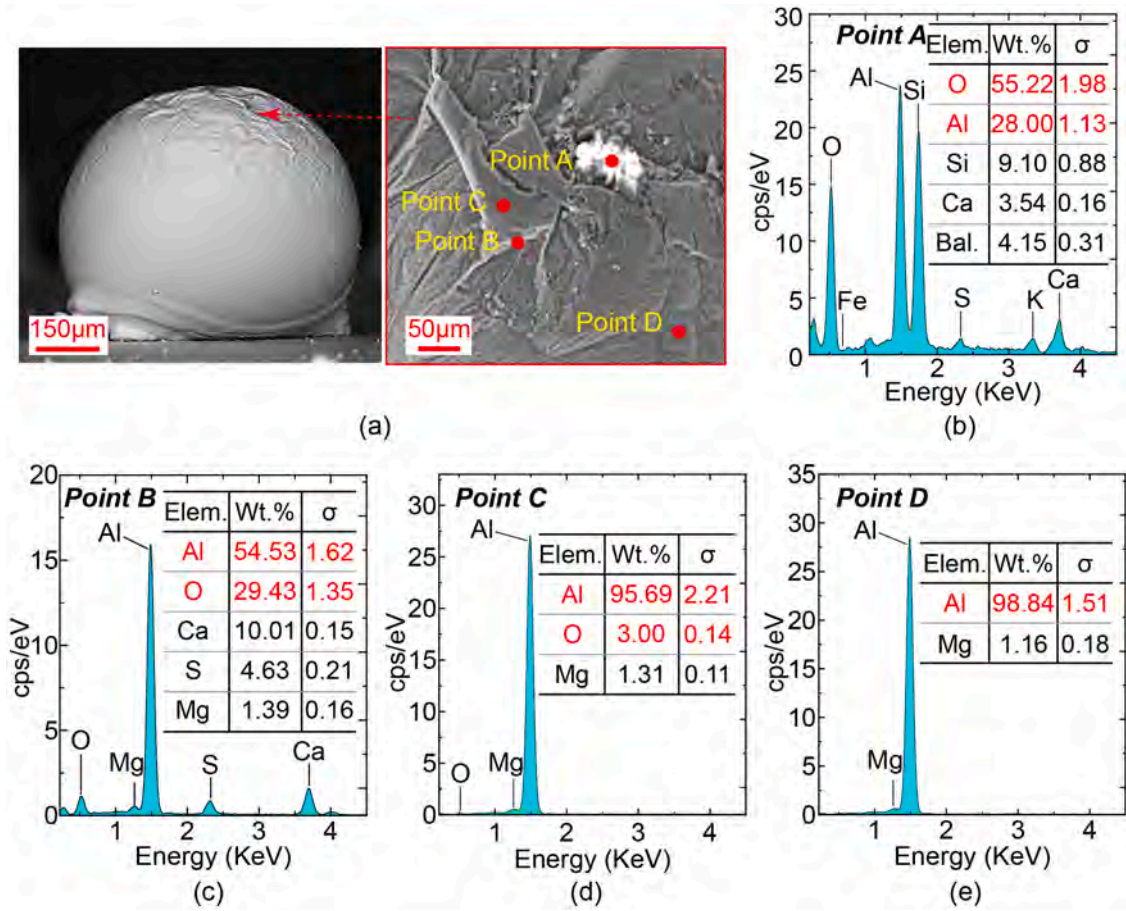 150μm
Point A
Point C
Point B
Point D
50μm
(a)
Point A
Elem. Wt.% σ
O 55.22 1.98
Al 28.00 1.13
Si 9.10 0.88
Ca 3.54 0.16
Bal. 4.15 0.31
Al Si
O
Fe S K Ca
30
25
20
15
10
5
0
cps/eV
1 2 3 4
Energy (KeV)
(b)
Point B
Elem. Wt.% σ
Al 54.53 1.62
O 29.43 1.35
Ca 10.01 0.15
S 4.63 0.21
Mg 1.39 0.16
Al
O Mg S Ca
20
15
10
5
0
cps/eV
1 2 3 4
Energy (KeV)
(c)
Point C
Elem. Wt.% σ
Al 95.69 2.21
O 3.00 0.14
Mg 1.31 0.11
Al
O Mg
30
25
20
15
10
5
0
cps/eV
1 2 3 4
Energy (KeV)
(d)
Point D
Elem. Wt.% σ
Al 98.84 1.51
Mg 1.16 0.18
Al
Mg
35
30
25
20
15
10
5
0
cps/eV
1 2 3 4
Energy (KeV)
(e)